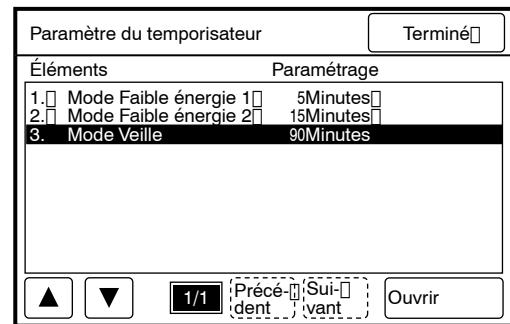 Paramètre du temporisateur Terminé
Éléments Paramétrage
1. Mode Faible énergie 1 5Minutes
2. Mode Faible énergie 2 15Minutes
3. Mode Veille 90Minutes
▲ ▼ 1/1 Précé- Sui- Ouvrir
dent vant